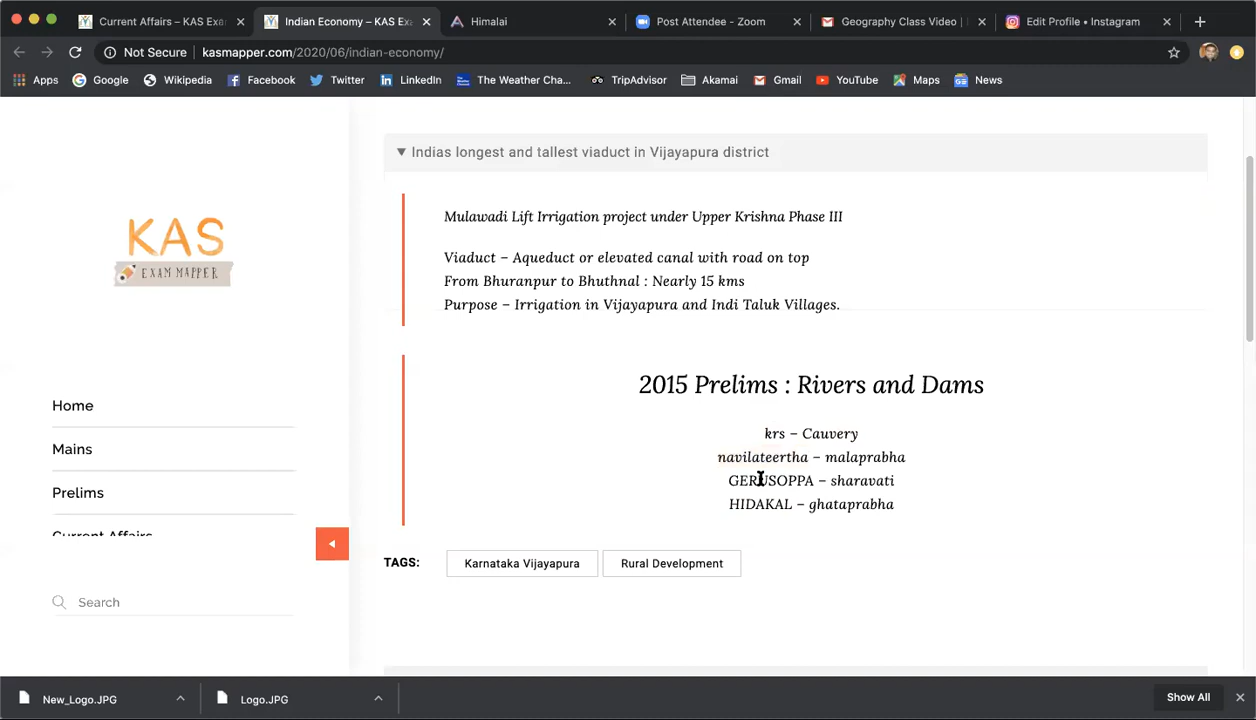 Current Affairs – KAS Exa
Indian Economy – KAS Exa
Himalai
Post Attendee - Zoom
Geography Class Video |
Edit Profile • Instagram
Not Secure | kasmapper.com/2020/06/indian-economy/
Apps
Google
Wikipedia
Facebook
Twitter
LinkedIn
The Weather Cha...
TripAdvisor
Akamai
Gmail
YouTube
Maps
News
KAS
EXAM MAPPER
Home
Mains
Prelims
Current Affairs
Search
Indias longest and tallest viaduct in Vijayapura district
Mulawadi Lift Irrigation project under Upper Krishna Phase III
Viaduct – Aqueduct or elevated canal with road on top
From Bhuranpur to Bhuthnal : Nearly 15 kms
Purpose – Irrigation in Vijayapura and Indi Taluk Villages.
2015 Prelims : Rivers and Dams
krs – Cauvery
navilateertha – malaprabha
GERUSOPPA – sharavati
HIDAKAL – ghataprabha
TAGS:
Karnataka Vijayapura
Rural Development
New_Logo.JPG
Logo.JPG
Show All